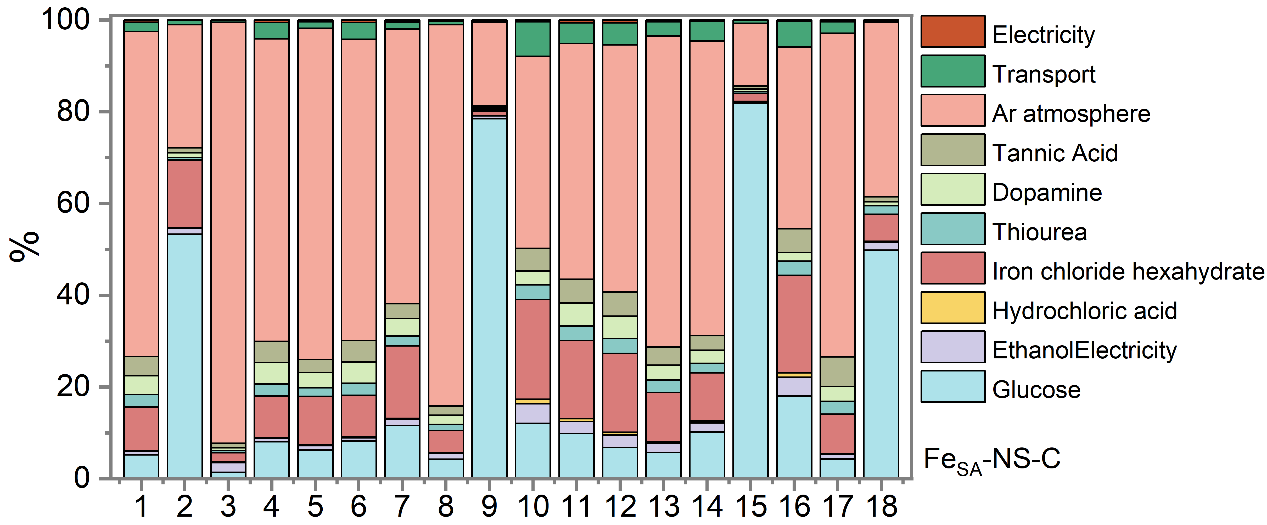 100
80
60
40
20
0
%
1 2 3 4 5 6 7 8 9 10 11 12 13 14 15 16 17 18
Electricity
Transport
Ar atmosphere
Tannic Acid
Dopamine
Thiourea
Iron chloride hexahydrate
Hydrochloric acid
EthanolElectricity
Glucose
FeSA-NS-C